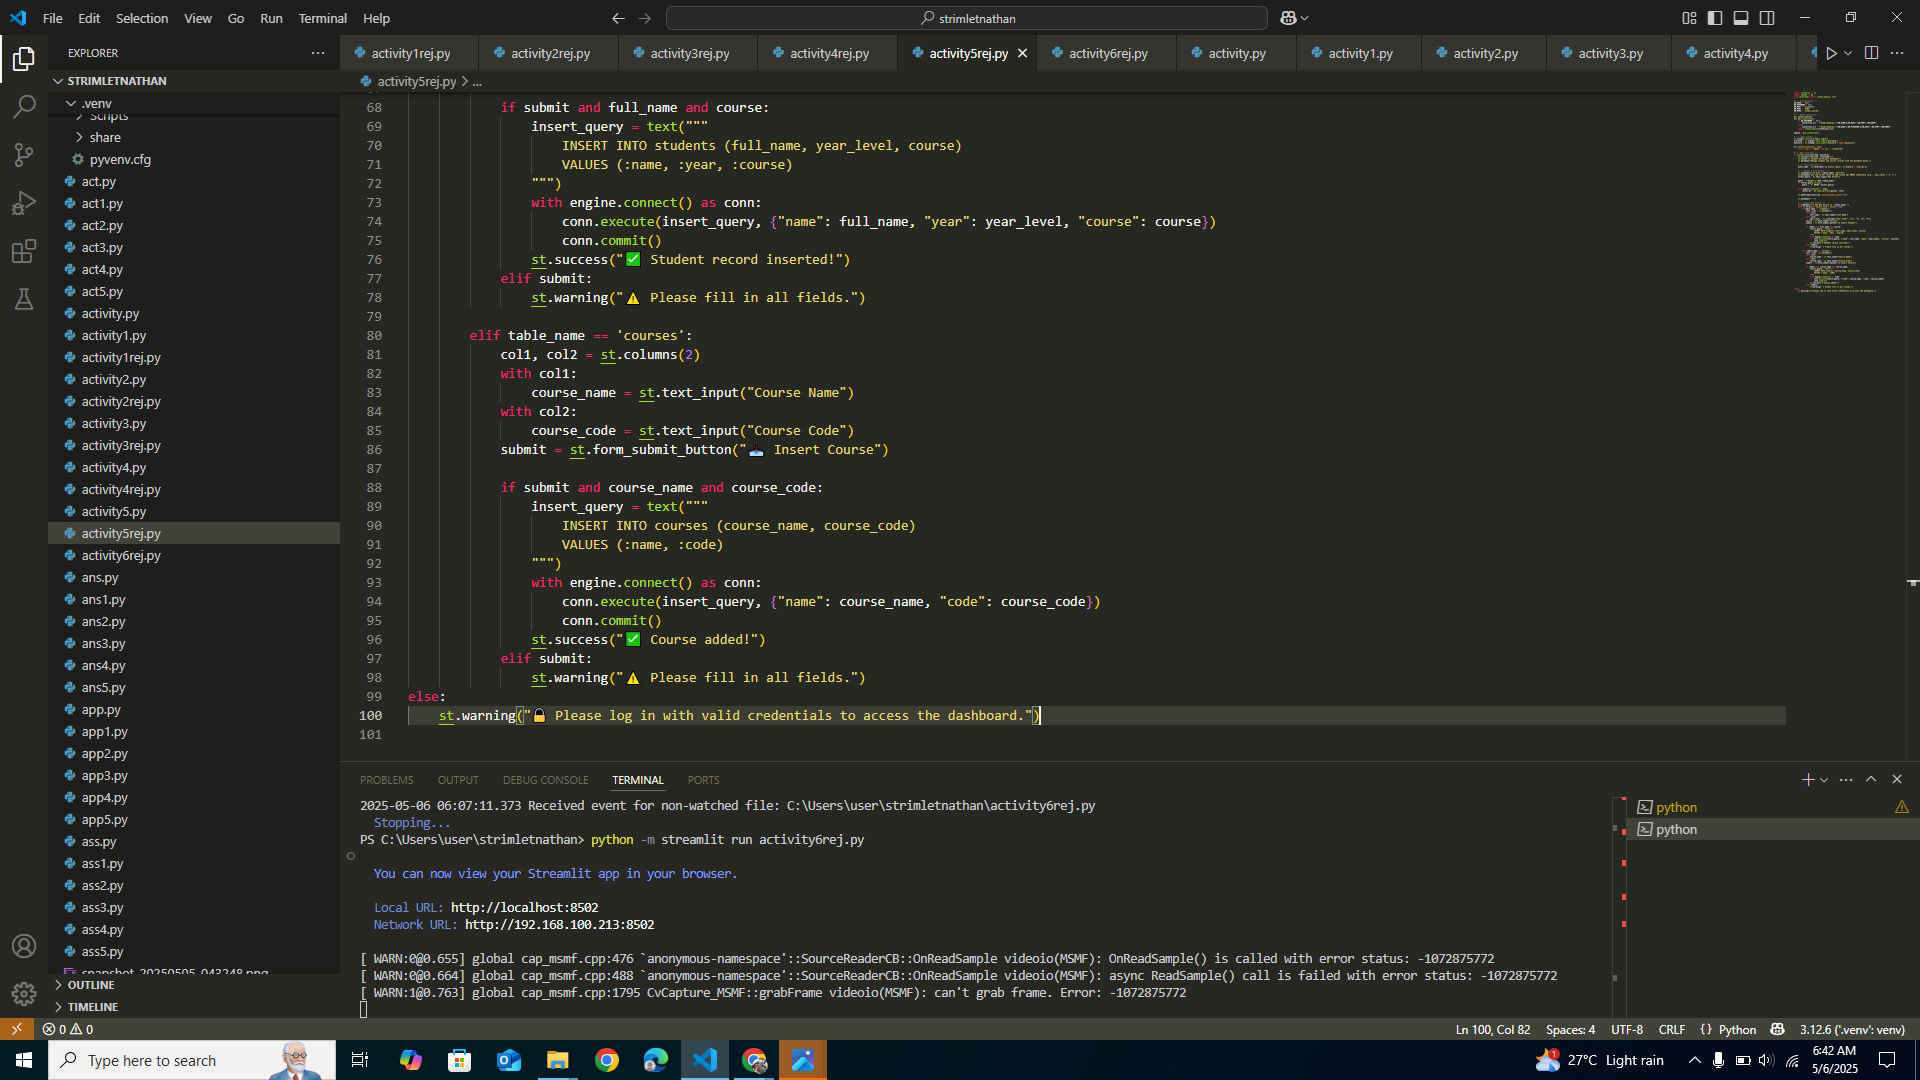 File Edit Selection View Go Run Terminal Help
strimletnathan
EXPLORER
activity1rej.py activity2rej.py activity3rej.py activity4rej.py activity5rej.py activity6rej.py activity.py activity1.py activity2.py activity3.py activity4.py
STRIMLETNATHAN
.venv
Scripts
share
pyvenv.cfg
act.py
act1.py
act2.py
act3.py
act4.py
act5.py
activity.py
activity1.py
activity1rej.py
activity2.py
activity2rej.py
activity3.py
activity3rej.py
activity4.py
activity4rej.py
activity5.py
activity5rej.py
activity6rej.py
ans.py
ans1.py
ans2.py
ans3.py
ans4.py
ans5.py
app.py
app1.py
app2.py
app3.py
app4.py
app5.py
ass.py
ass1.py
ass2.py
ass3.py
ass4.py
ass5.py
snapshot_20250505_043248.png
OUTLINE
TIMELINE
activity5rej.py > ...
68 if submit and full_name and course:
69 insert_query = text("""
70 INSERT INTO students (full_name, year_level, course)
71 VALUES (:name, :year, :course)
72 """)
73 with engine.connect() as conn:
74 conn.execute(insert_query, {"name": full_name, "year": year_level, "course": course})
75 conn.commit()
76 st.success("✅ Student record inserted!")
77 elif submit:
78 st.warning("⚠️ Please fill in all fields.")
79
80 elif table_name == 'courses':
81 col1, col2 = st.columns(2)
82 with col1:
83 course_name = st.text_input("Course Name")
84 with col2:
85 course_code = st.text_input("Course Code")
86 submit = st.form_submit_button("📥 Insert Course")
87
88 if submit and course_name and course_code:
89 insert_query = text("""
90 INSERT INTO courses (course_name, course_code)
91 VALUES (:name, :code)
92 """)
93 with engine.connect() as conn:
94 conn.execute(insert_query, {"name": course_name, "code": course_code})
95 conn.commit()
96 st.success("✅ Course added!")
97 elif submit:
98 st.warning("⚠️ Please fill in all fields.")
99 else:
100 st.warning("🔒 Please log in with valid credentials to access the dashboard.")
101
PROBLEMS OUTPUT DEBUG CONSOLE TERMINAL PORTS
2025-05-06 06:07:11.373 Received event for non-watched file: C:\Users\user\strimletnathan\activity6rej.py
Stopping...
PS C:\Users\user\strimletnathan> python -m streamlit run activity6rej.py
You can now view your Streamlit app in your browser.
Local URL: http://localhost:8502
Network URL: http://192.168.100.213:8502
[ WARN:0@0.655] global cap_msmf.cpp:476 `anonymous-namespace'::SourceReaderCB::OnReadSample videoio(MSMF): OnReadSample() is called with error status: -1072875772
[ WARN:0@0.664] global cap_msmf.cpp:488 `anonymous-namespace'::SourceReaderCB::OnReadSample videoio(MSMF): async ReadSample() call is failed with error status: -1072875772
[ WARN:1@0.763] global cap_msmf.cpp:1795 CvCapture_MSMF::grabFrame videoio(MSMF): can't grab frame. Error: -1072875772
python
python
0 0
Ln 100, Col 82 Spaces: 4 UTF-8 CRLF {} Python 3.12.6 ('.venv': venv)
Type here to search
27°C Light rain
6:42 AM
5/6/2025